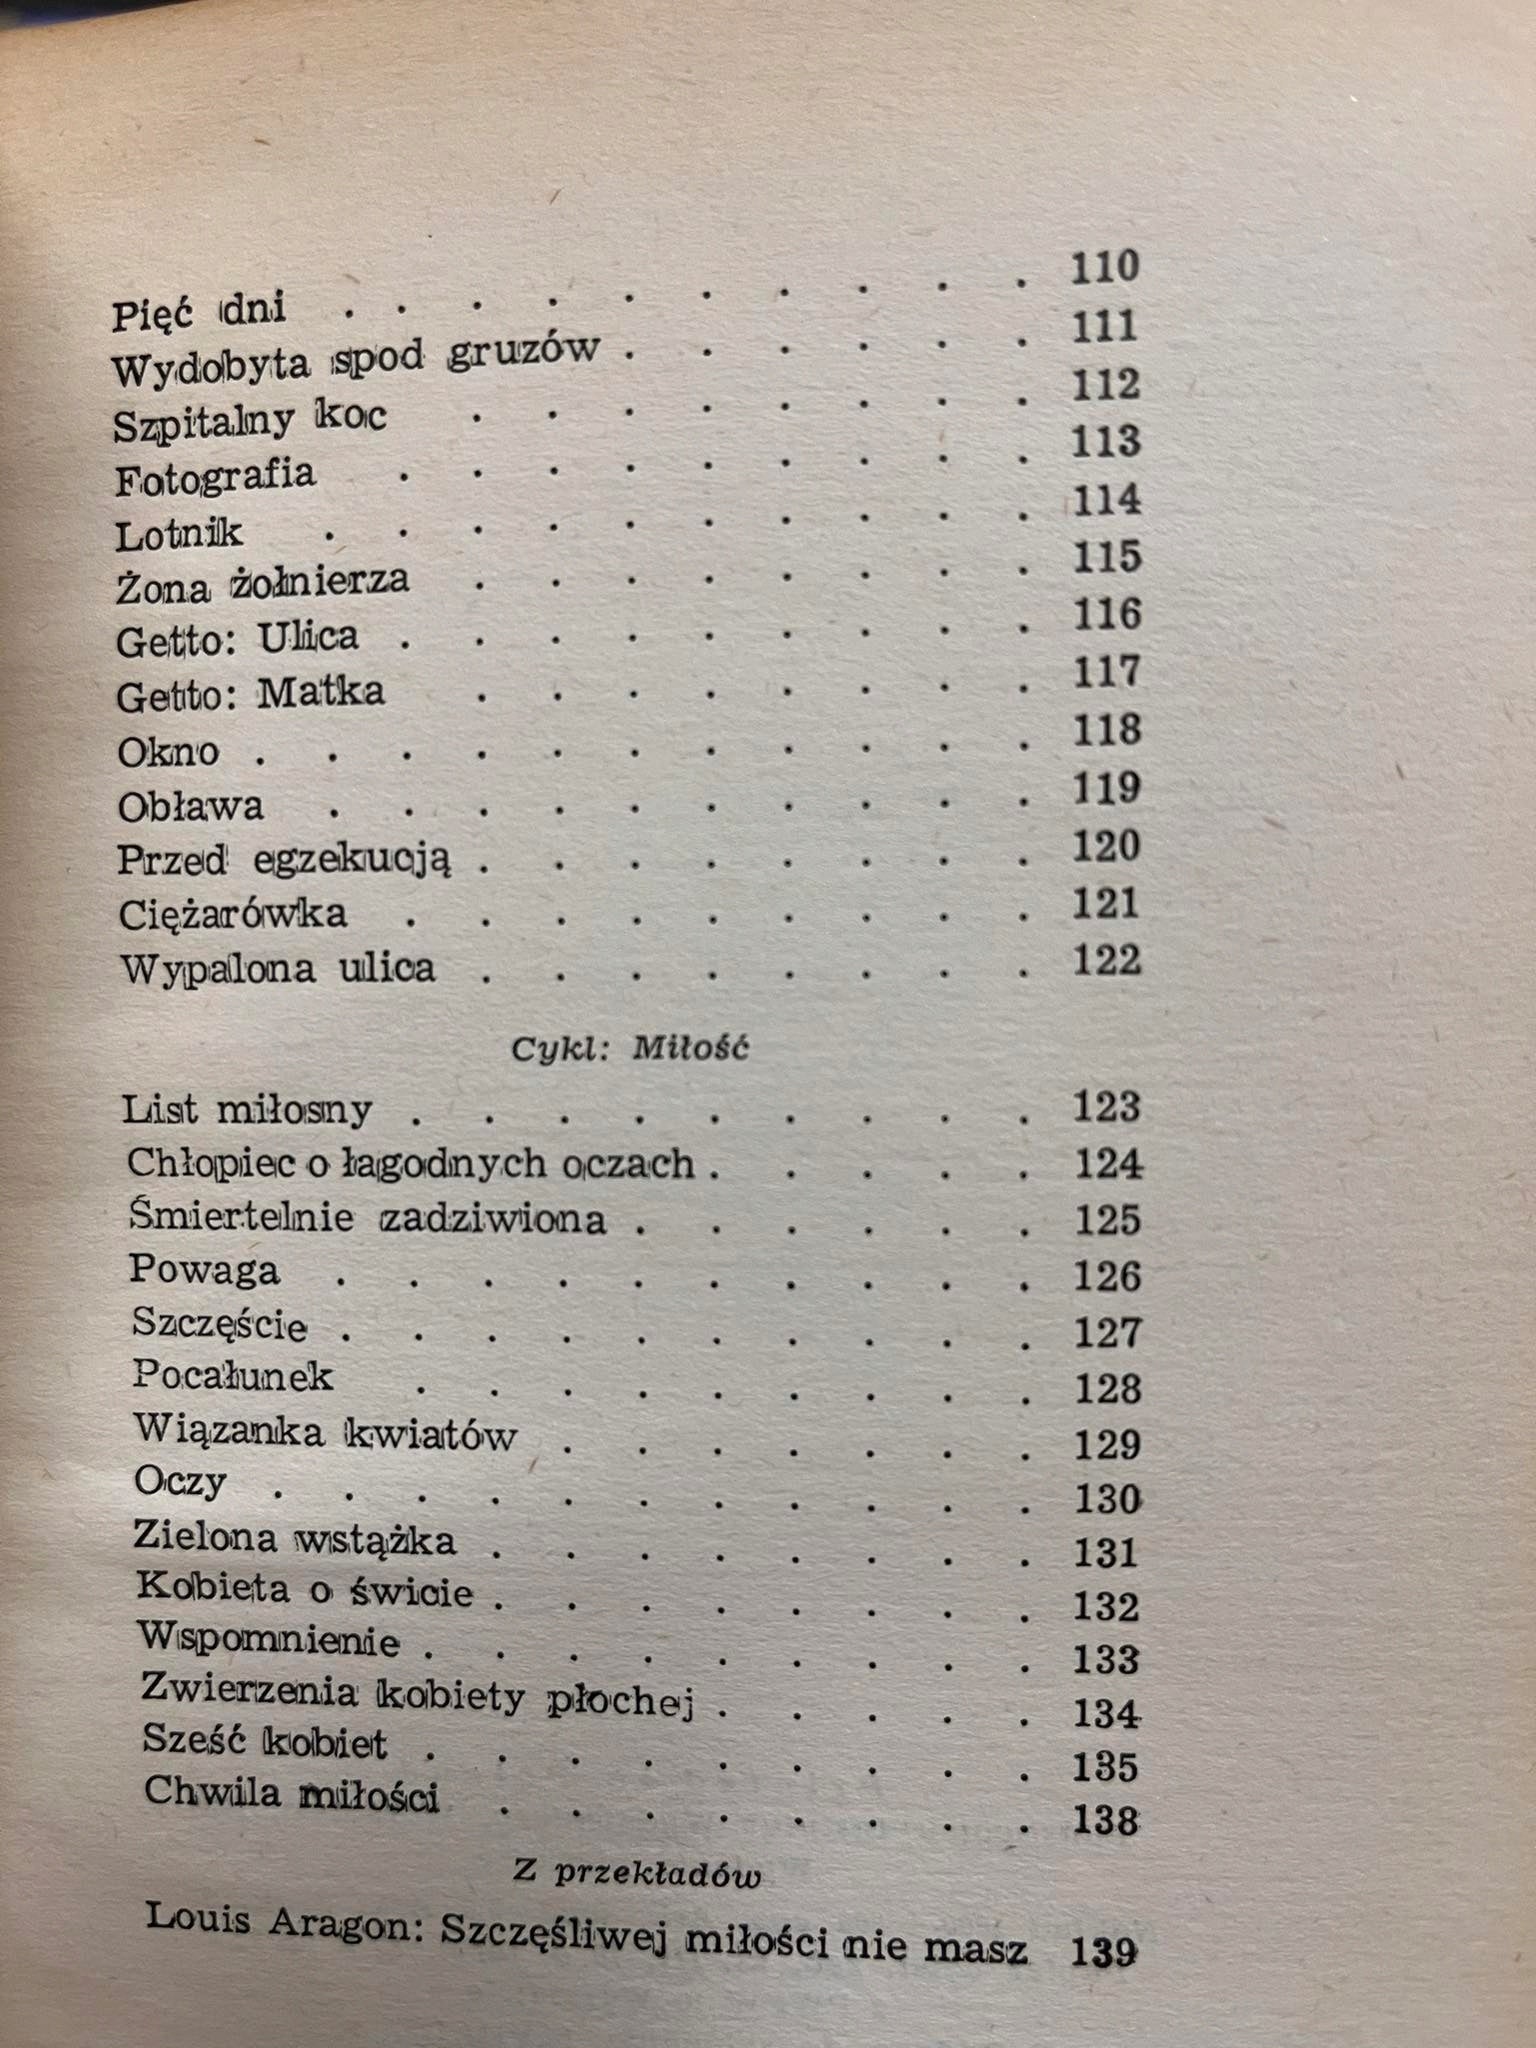 Pięć dni . . . . . . . . . . 110
Wydobyta spod gruzów . . . . . . 111
Szpitalny koc . . . . . . . . 112
Fotografia . . . . . . . . . 113
Lotnik . . . . . . . . . . 114
Żona żołnierza . . . . . . . . 115
Getto: Ulica . . . . . . . . . 116
Getto: Matka . . . . . . . . 117
Okno . . . . . . . . . . . 118
Obława . . . . . . . . . . 119
Przed egzekucją . . . . . . . . 120
Ciężarówka . . . . . . . . . 121
Wypalona ulica . . . . . . . . 122
Cykl: Miłość
List miłosny . . . . . . . . . 123
Chłopiec o łagodnych oczach . . . . . 124
Śmiertelnie zadziwiona . . . . . . 125
Powaga . . . . . . . . . . 126
Szczęście . . . . . . . . . . 127
Pocałunek . . . . . . . . . 128
Wiązanka kwiatów . . . . . . . 129
Oczy . . . . . . . . . . . 130
Zielona wstążka . . . . . . . . 131
Kobieta o świcie . . . . . . . . 132
Wspomnienie . . . . . . . . . 133
Zwierzenia kobiety płochej . . . . . 134
Sześć kobiet . . . . . . . . . 135
Chwila miłości . . . . . . . . 138
Z przekładów
Louis Aragon: Szczęśliwej miłości nie masz 139